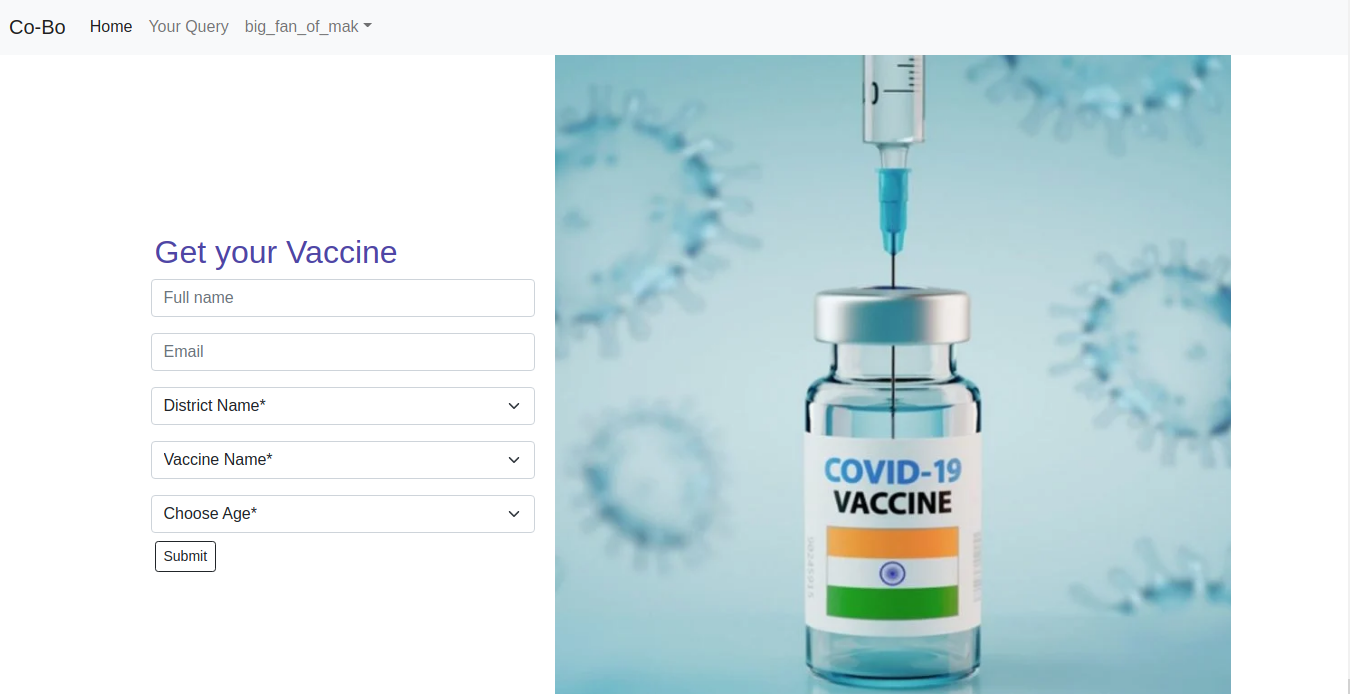 Co-Bo Home Your Query big_fan_of_mak
Get your Vaccine
Full name
Email
District Name*
Vaccine Name*
Choose Age*
Submit
COVID-19
VACCINE